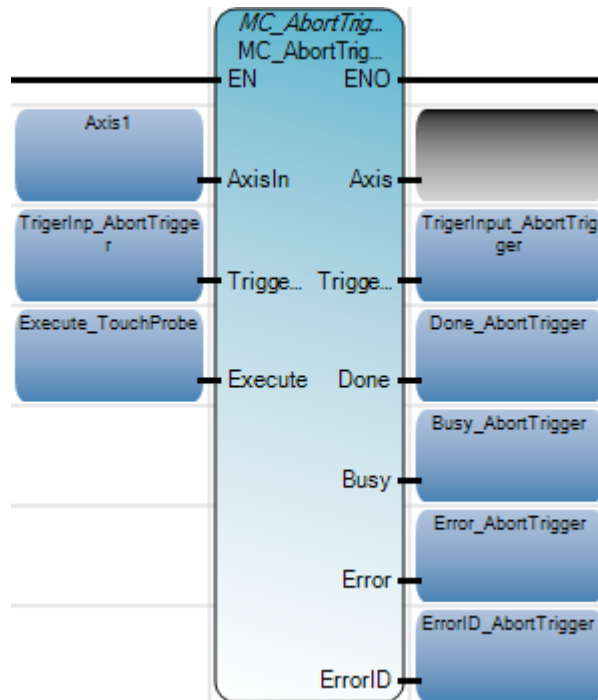 MC_AbortTrig...
MC_AbortTrig...
EN ENO
Axis1
AxisIn Axis
TrigerInp_AbortTrigge
r
TrigerInput_AbortTrig
ger
Trigge... Trigge...
Execute_TouchProbe
Done_AbortTrigger
Execute Done
Busy_AbortTrigger
Busy
Error_AbortTrigger
Error
ErrorID_AbortTrigger
ErrorID